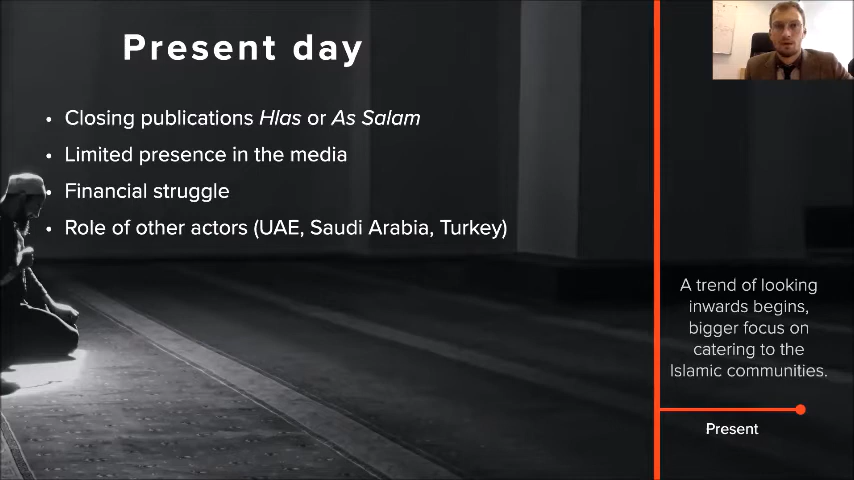 Present day
• Closing publications Hlas or As Salam
• Limited presence in the media
• Financial struggle
• Role of other actors (UAE, Saudi Arabia, Turkey)
A trend of looking
inwards begins,
bigger focus on
catering to the
Islamic communities.
Present